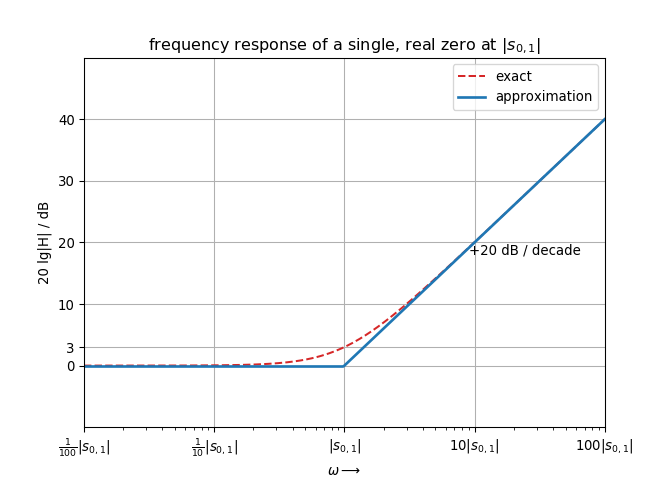 frequency response of a single, real zero at |s₀,₁|
exact
approximation
20 lg|H| / dB
40
30
20
10
3
0
+20 dB / decade
1/100|s₀,₁| 1/10|s₀,₁| |s₀,₁| 10|s₀,₁| 100|s₀,₁|
ω⟶